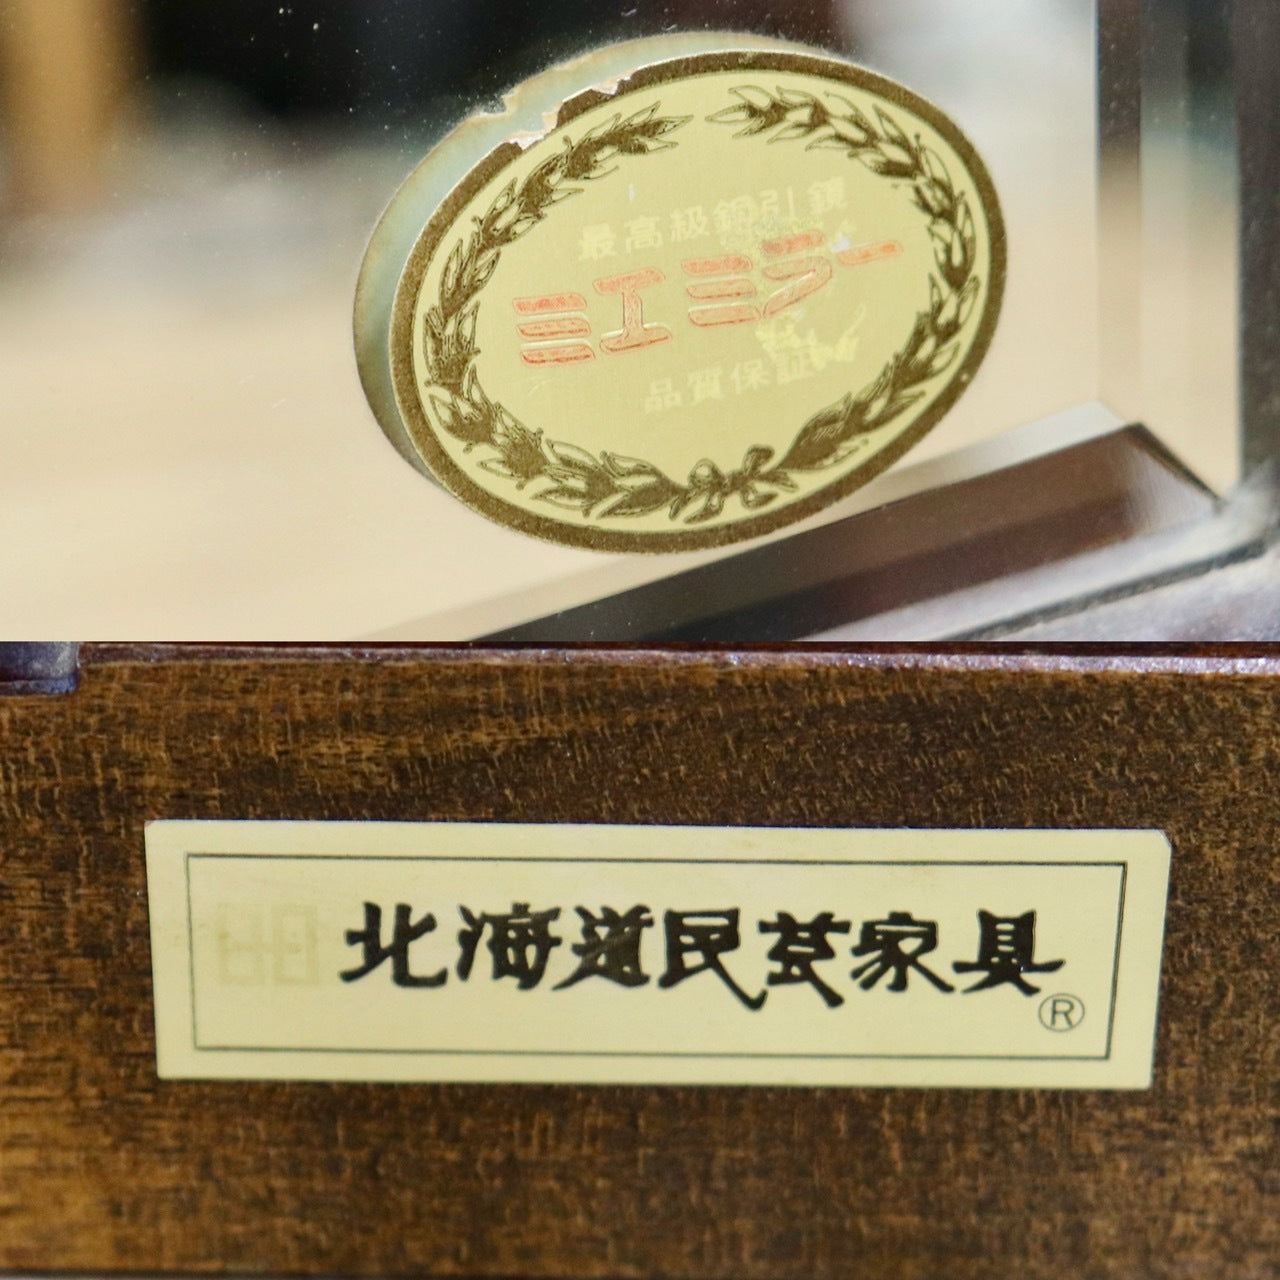 最高級銅引鏡
ミエミラー
品質保証
北海道民芸家具
®